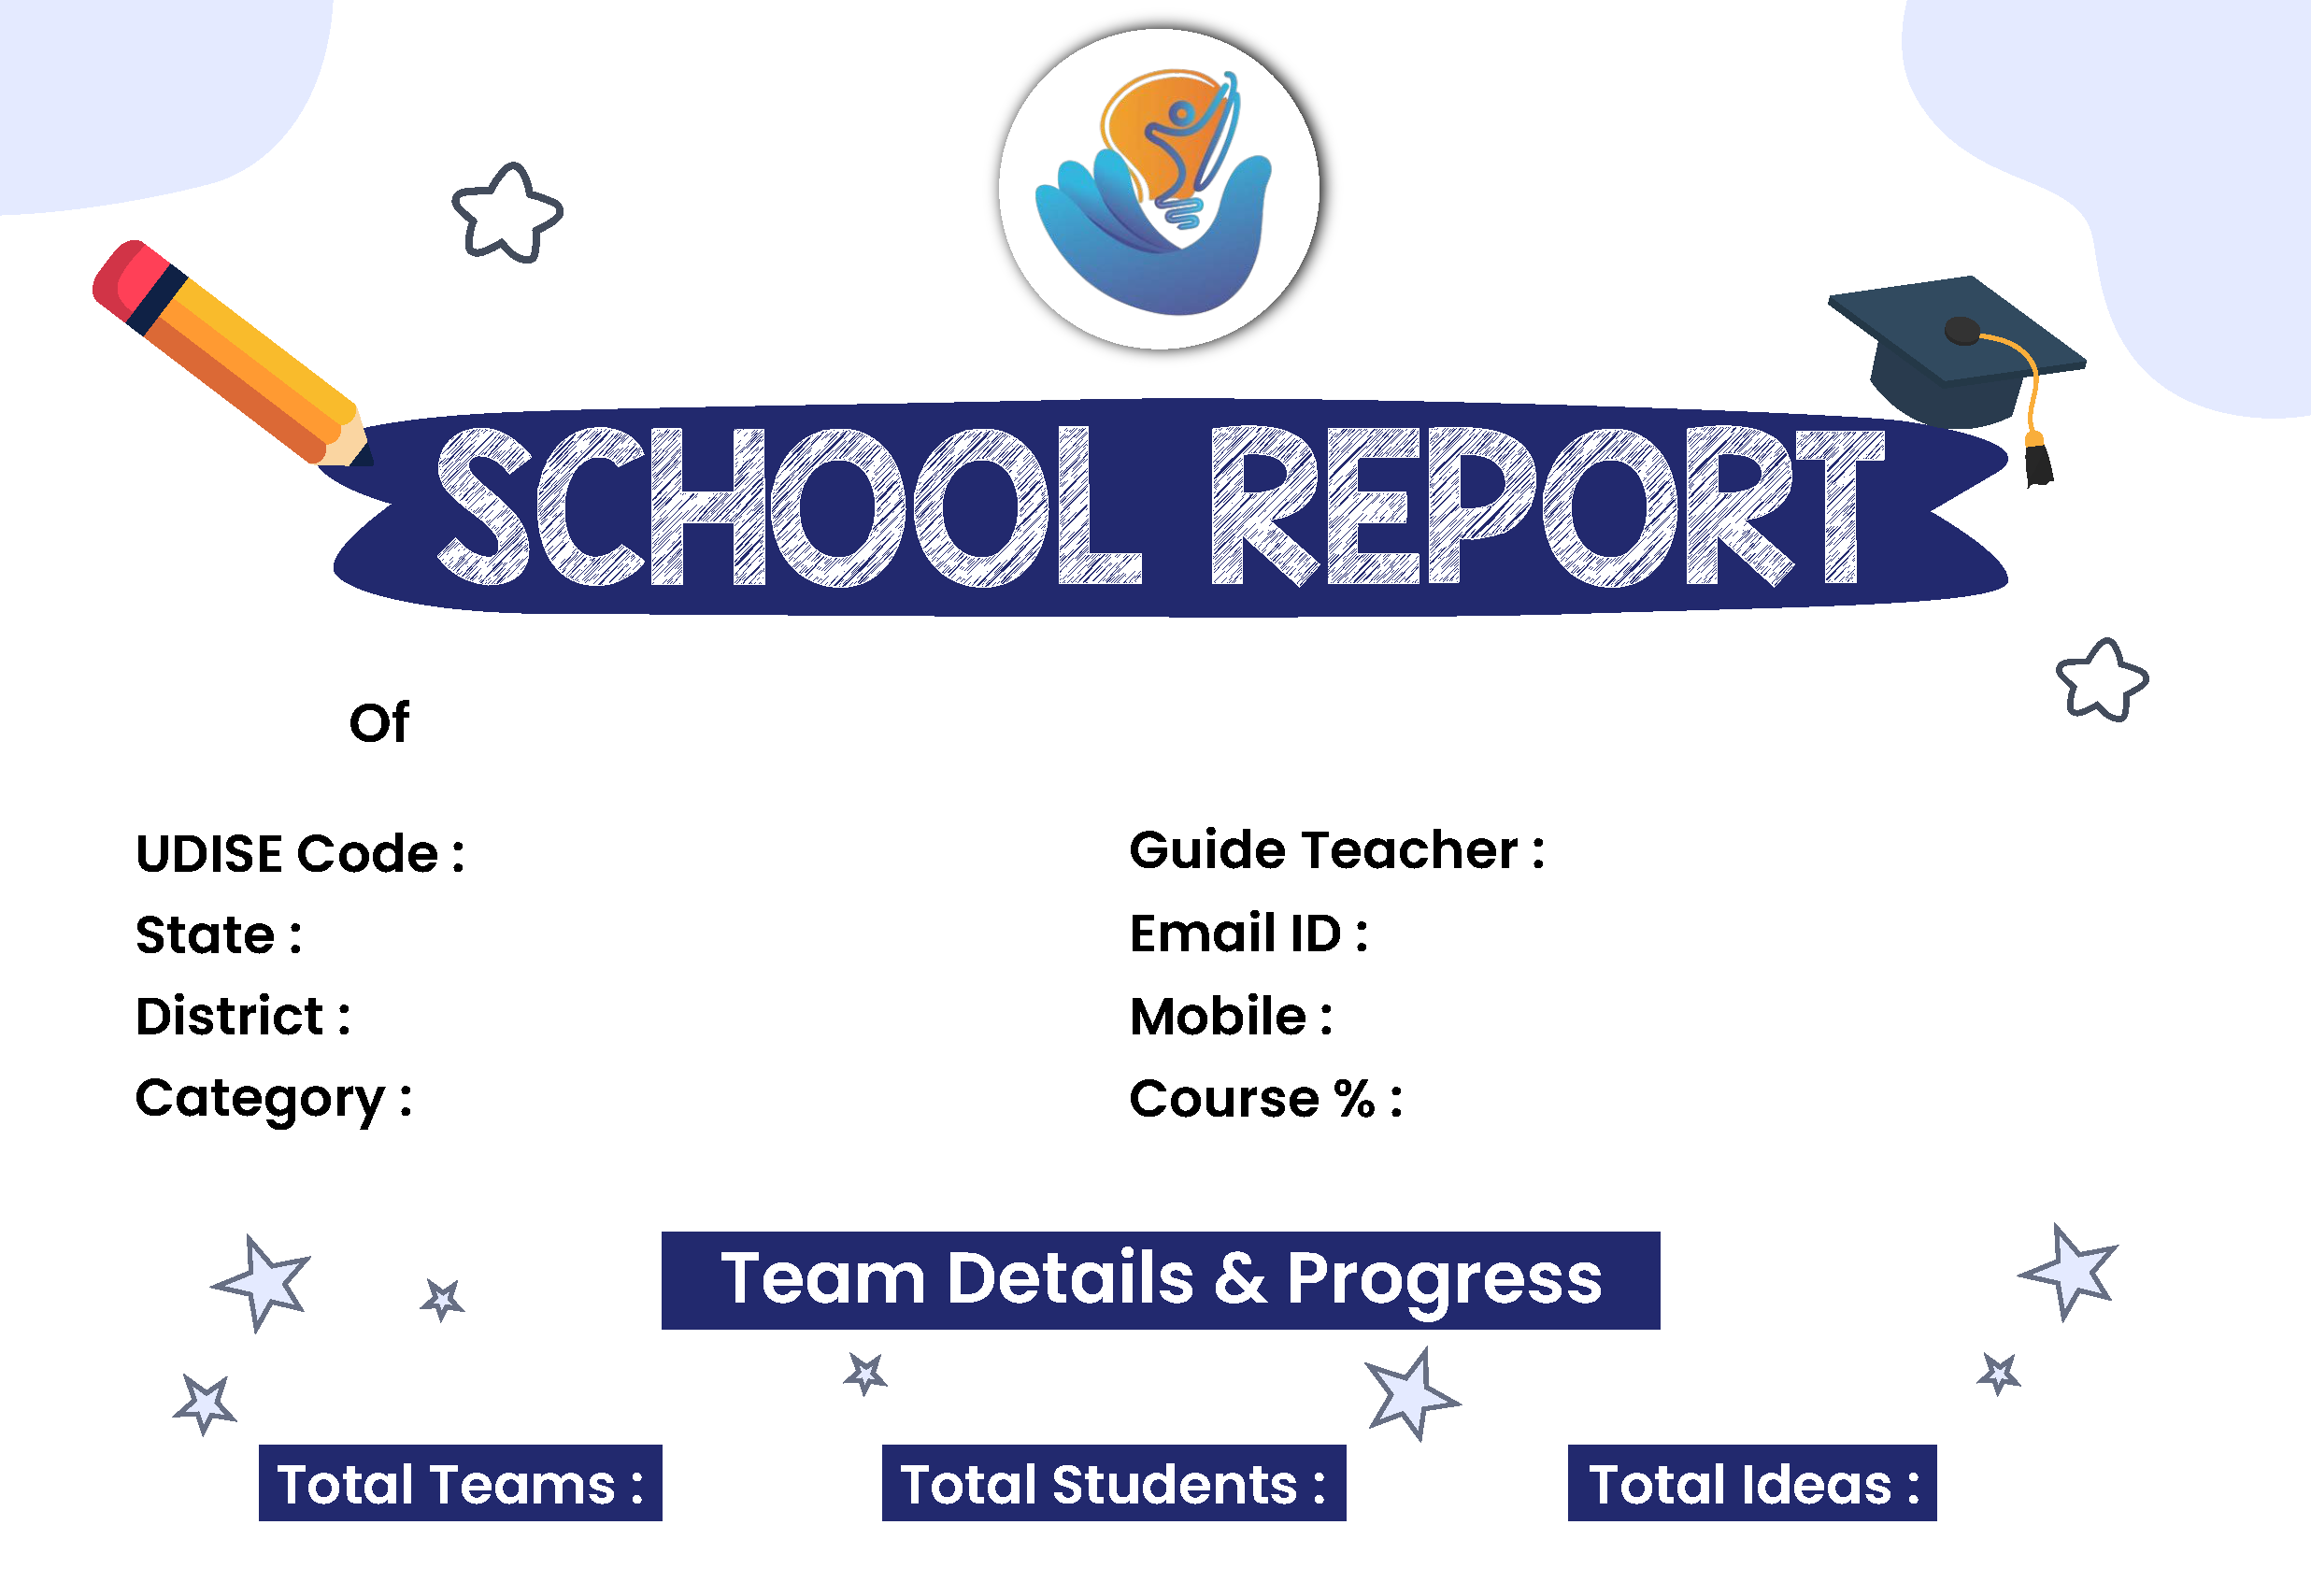 SCHOOL REPORT
Of
UDISE Code :
State :
District :
Category :
Guide Teacher :
Email ID :
Mobile :
Course % :
Team Details & Progress
Total Teams :
Total Students :
Total Ideas :